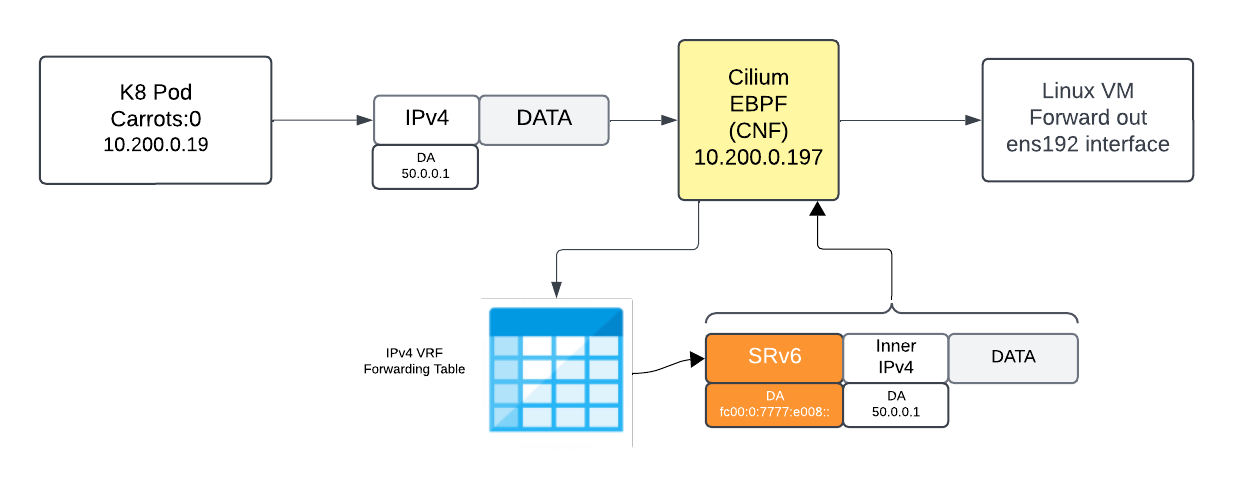 K8 Pod
Carrots:0
10.200.0.19
IPv4
DATA
DA
50.0.0.1
Cilium
EBPF
(CNF)
10.200.0.197
Linux VM
Forward out
ens192 interface
IPv4 VRF
Forwarding Table
SRv6
Inner
IPv4
DATA
DA
fc00:0:7777:e008::
DA
50.0.0.1